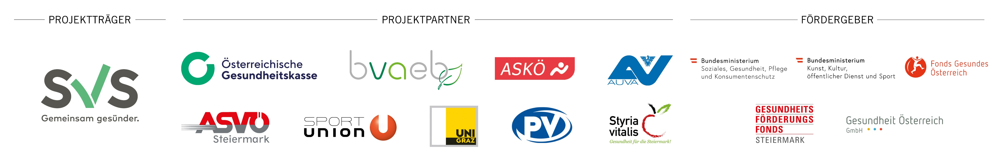 PROJEKTTRÄGER
PROJEKTPARTNER
FÖRDERGEBER
SVS
Gemeinsam gesünder.
Österreichische
Gesundheitskasse
bvaeb
ASKÖ
AUVA
ASVÖ
Steiermark
SPORT
UNION
UNI
GRAZ
PV
Styria
vitalis
Gesundheit für die Steiermark!
Bundesministerium
Soziales, Gesundheit, Pflege
und Konsumentenschutz
Bundesministerium
Kunst, Kultur,
öffentlicher Dienst und Sport
Fonds Gesundes
Österreich
GESUNDHEITS
FÖRDERUNGS
FONDS
STEIERMARK
Gesundheit Österreich
GmbH